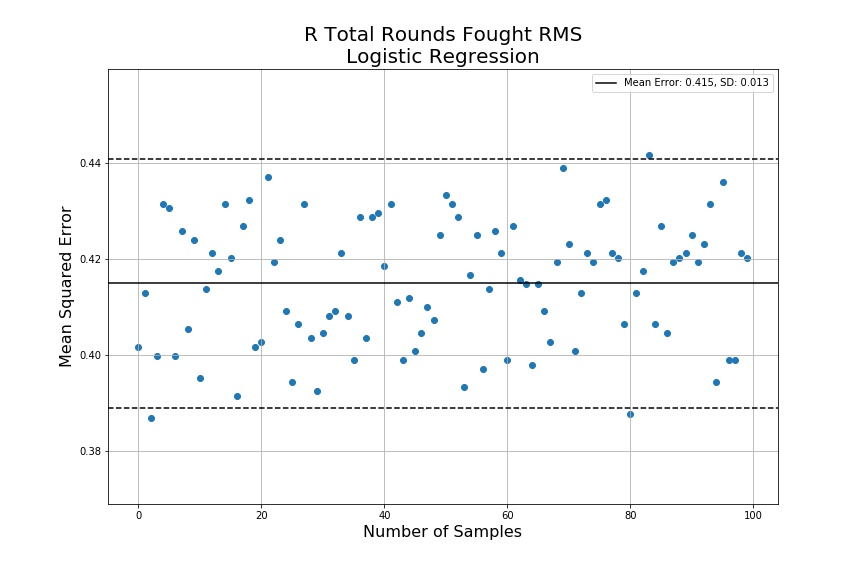 R Total Rounds Fought RMS
Logistic Regression
Mean Error: 0.415, SD: 0.013
Mean Squared Error
0.44
0.42
0.40
0.38
0 20 40 60 80 100
Number of Samples